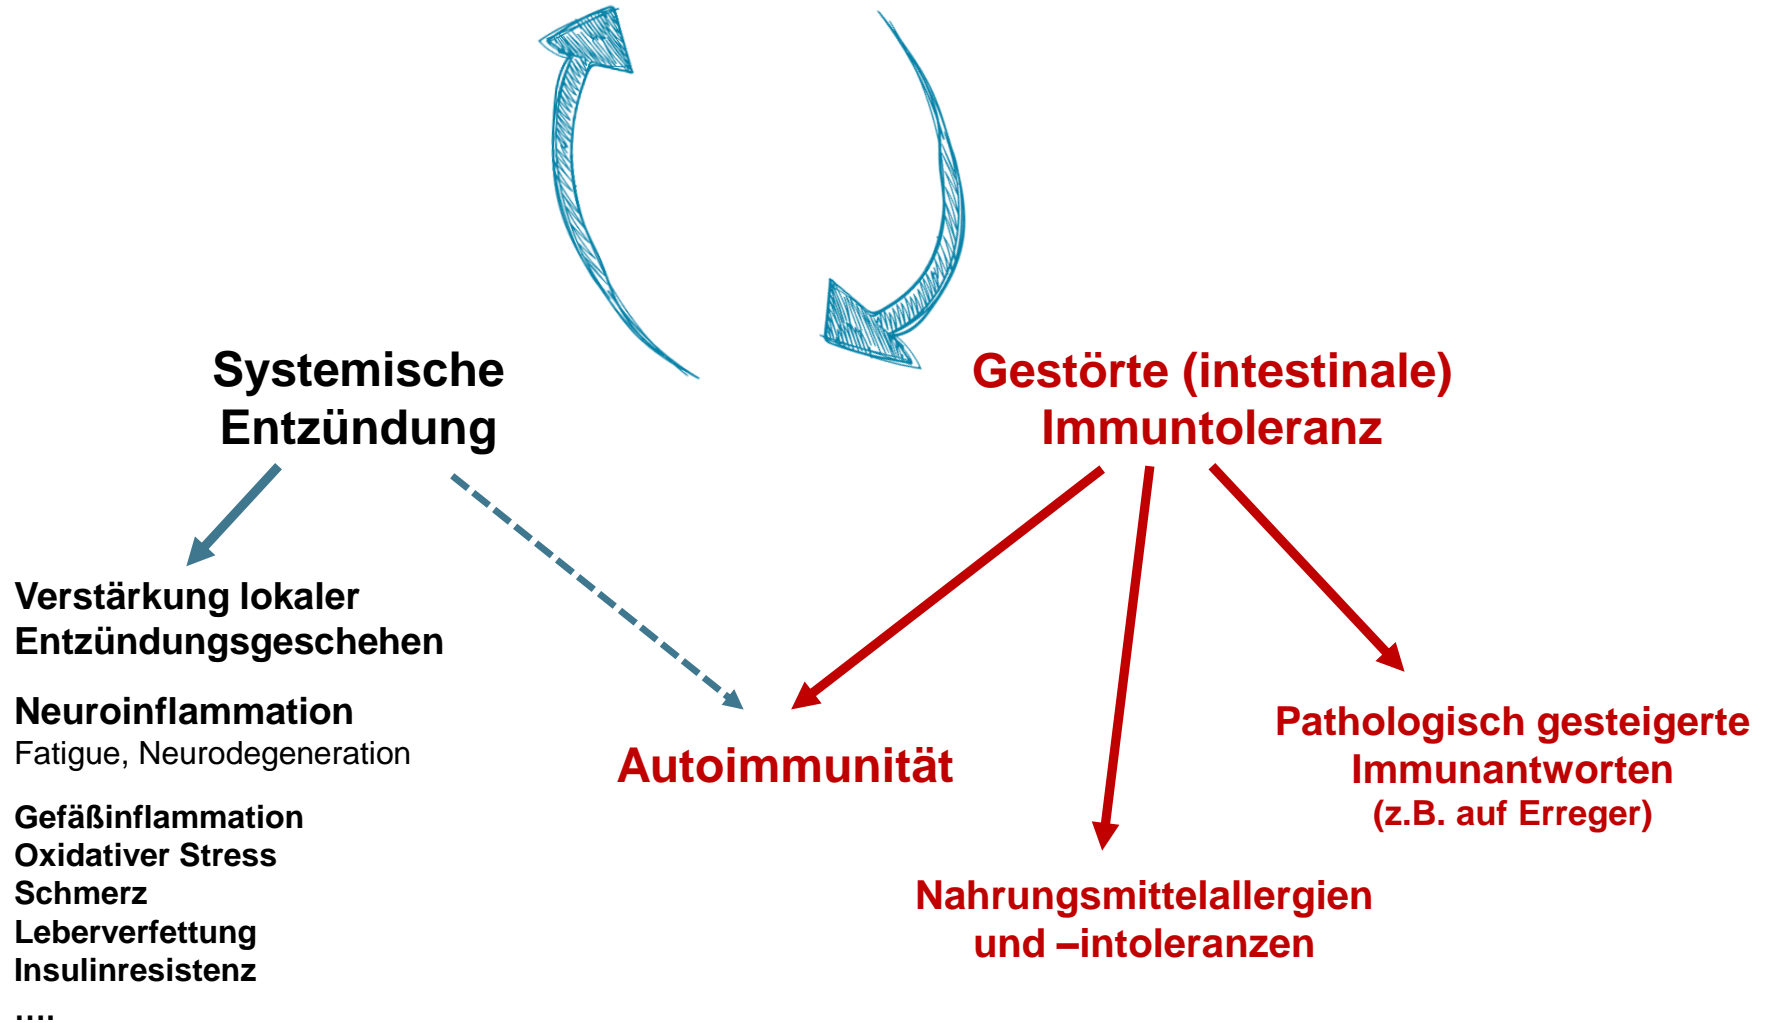 Systemische
Entzündung
Gestörte (intestinale)
Immuntoleranz
Verstärkung lokaler
Entzündungsgeschehen
Neuroinflammation
Fatigue, Neurodegeneration
Gefäßinflammation
Oxidativer Stress
Schmerz
Leberverfettung
Insulinresistenz
....
Autoimmunität
Nahrungsmittelallergien
und –intoleranzen
Pathologisch gesteigerte
Immunantworten
(z.B. auf Erreger)